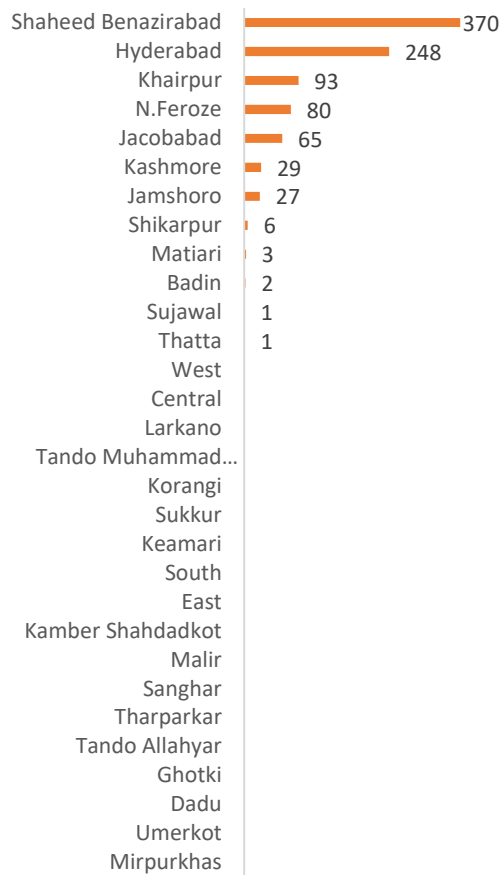 Shaheed Benazirabad 370
Hyderabad 248
Khairpur 93
N.Feroze 80
Jacobabad 65
Kashmore 29
Jamshoro 27
Shikarpur 6
Matiari 3
Badin 2
Sujawal 1
Thatta 1
West
Central
Larkano
Tando Muhammad...
Korangi
Sukkur
Keamari
South
East
Kamber Shahdadkot
Malir
Sanghar
Tharparkar
Tando Allahyar
Ghotki
Dadu
Umerkot
Mirpurkhas